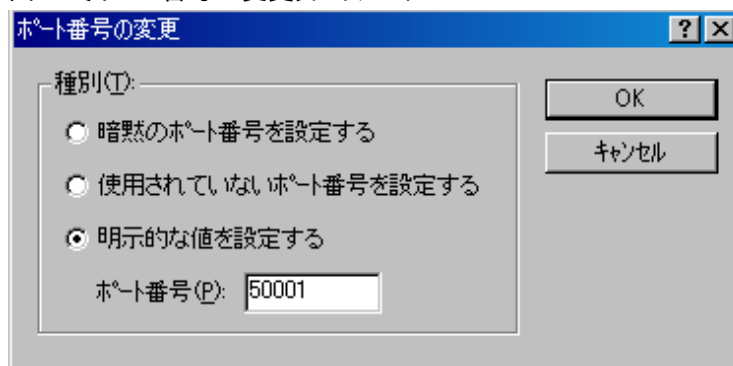 ポート番号の変更
種別(T):
暗黙のポート番号を設定する
使用されていないポート番号を設定する
明示的な値を設定する
ポート番号(P): 50001
OK
キャンセル